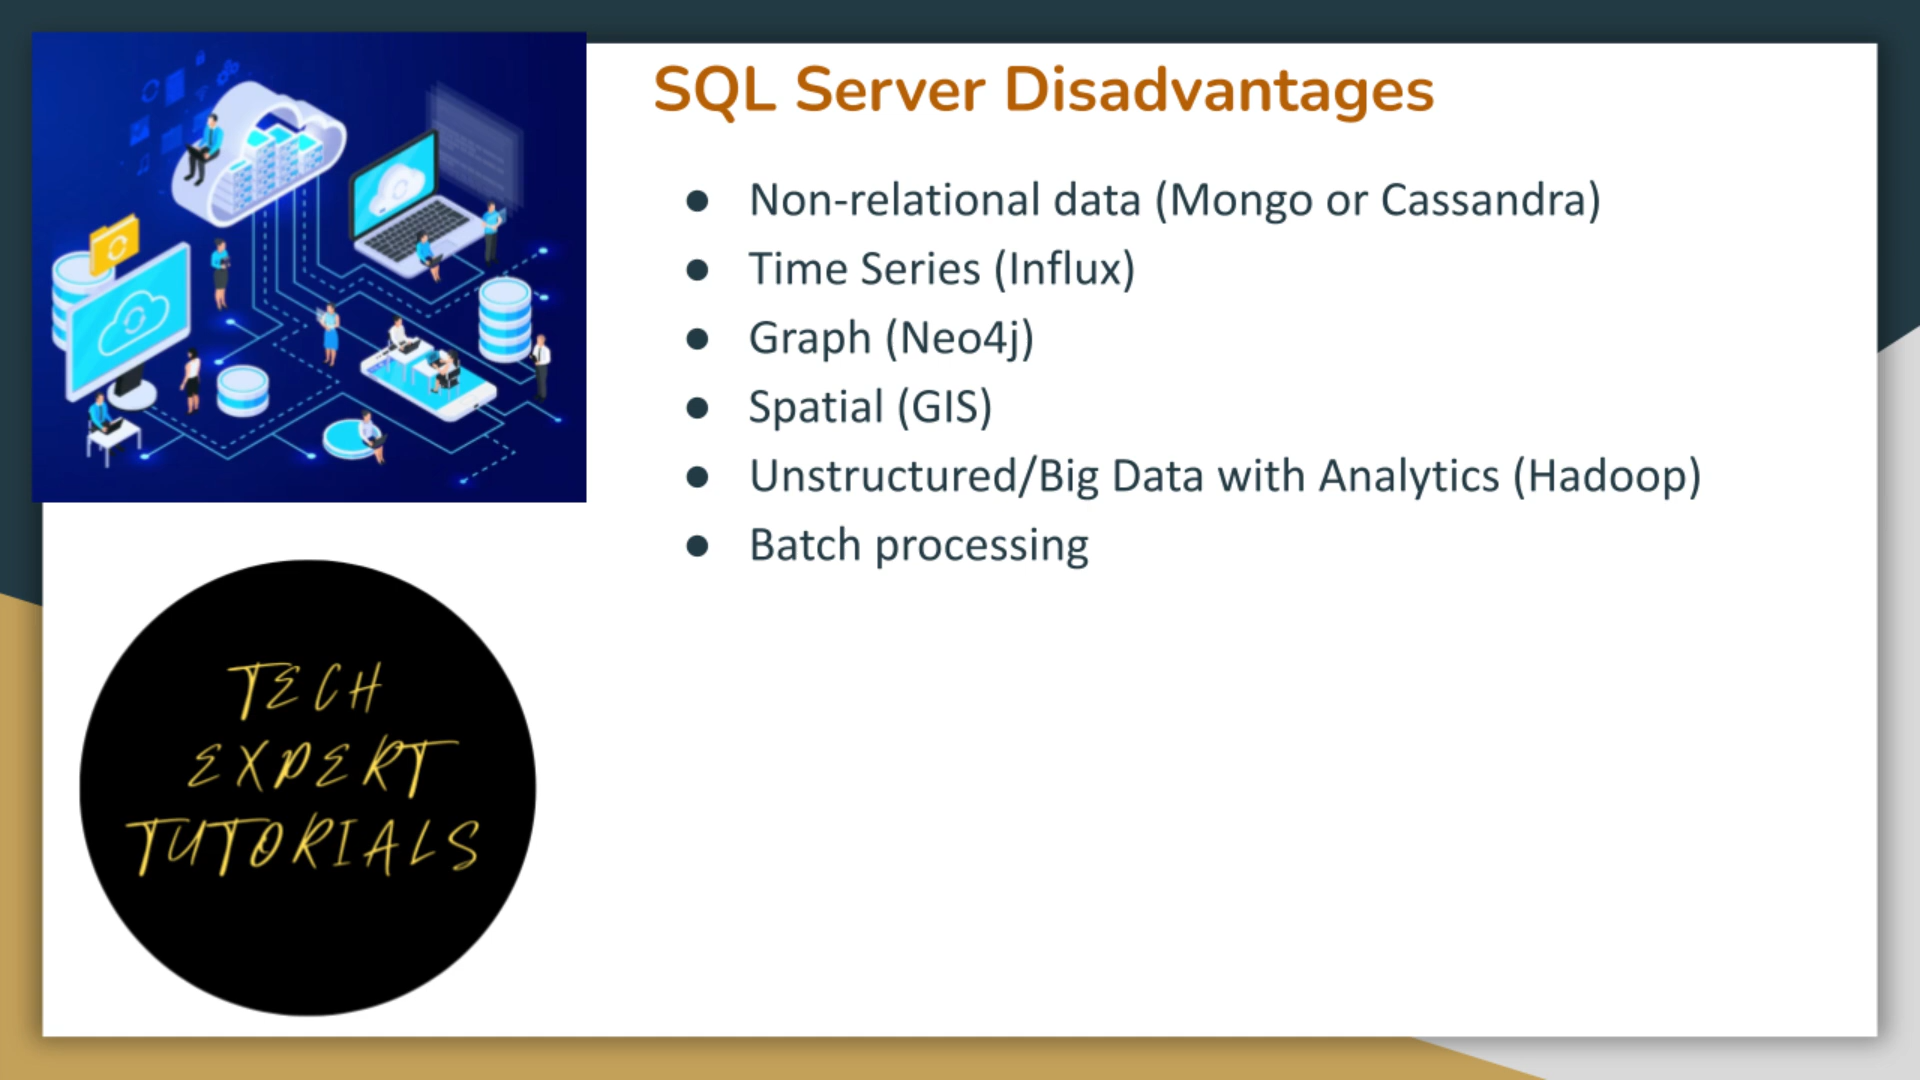 SQL Server Disadvantages
● Non-relational data (Mongo or Cassandra)
● Time Series (Influx)
● Graph (Neo4j)
● Spatial (GIS)
● Unstructured/Big Data with Analytics (Hadoop)
● Batch processing
TECH
EXPERT
TUTORIALS